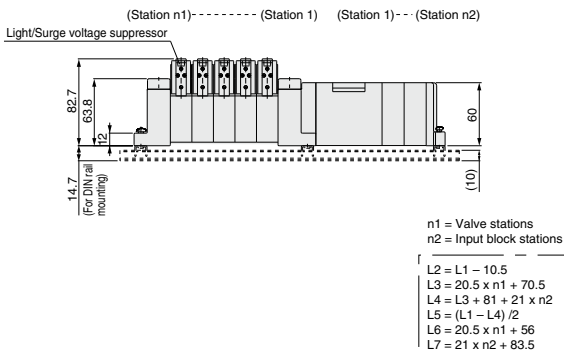 (Station n1) (Station 1) (Station 1) (Station n2)
Light/Surge voltage suppressor
82.7
63.8
12
14.7
(For DIN rail
mounting)
60
(10)
n1 = Valve stations
n2 = Input block stations
L2 = L1 – 10.5
L3 = 20.5 x n1 + 70.5
L4 = L3 + 81 + 21 x n2
L5 = (L1 – L4) /2
L6 = 20.5 x n1 + 56
L7 = 21 x n2 + 83.5